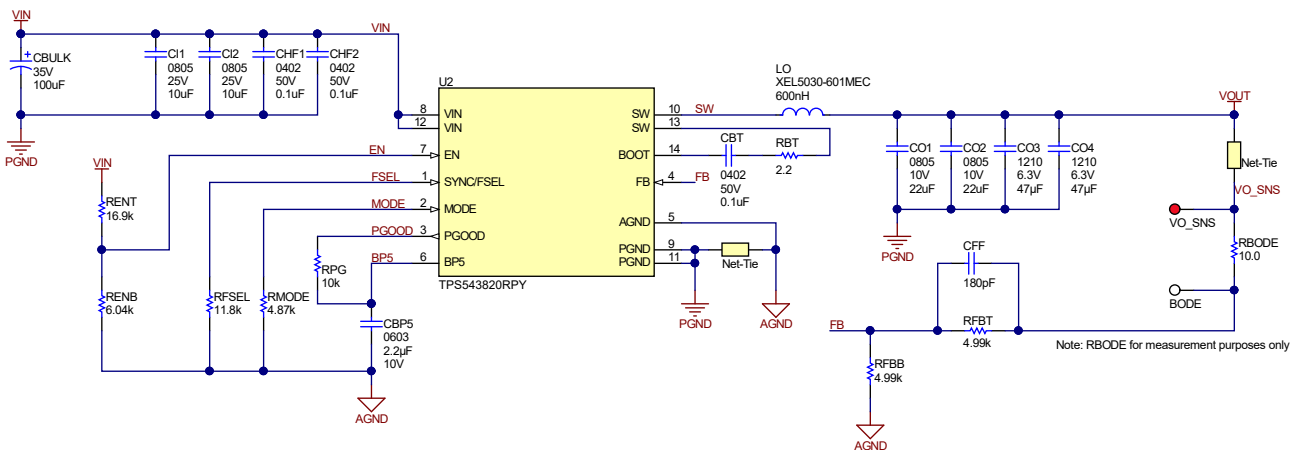 VIN
CBULK
35V
100uF
+
PGND
CI1
0805
25V
10uF
CI2
0805
25V
10uF
CHF1
0402
50V
0.1uF
CHF2
0402
50V
0.1uF
VIN
VIN
RENT
16.9k
RENB
6.04k
EN
FSEL
MODE
PGOOD
BP5
RFSEL
11.8k
RMODE
4.87k
RPG
10k
CBP5
0603
2.2µF
10V
AGND
U2
8
VIN
12
VIN
7
EN
1
SYNC/FSEL
2
MODE
3
PGOOD
6
BP5
SW
10
SW
13
BOOT
14
FB
4
AGND
5
PGND
9
PGND
11
TPS543820RPY
SW
FB
CBT
0402
50V
0.1uF
RBT
2.2
Net-Tie
PGND
AGND
LO
XEL5030-601MEC
600nH
CO1
0805
10V
22uF
CO2
0805
10V
22uF
CO3
1210
6.3V
47µF
CO4
1210
6.3V
47µF
PGND
VOUT
Net-Tie
VO_SNS
VO_SNS
RBODE
10.0
BODE
CFF
180pF
RFBT
4.99k
FB
RFBB
4.99k
AGND
Note: RBODE for measurement purposes only